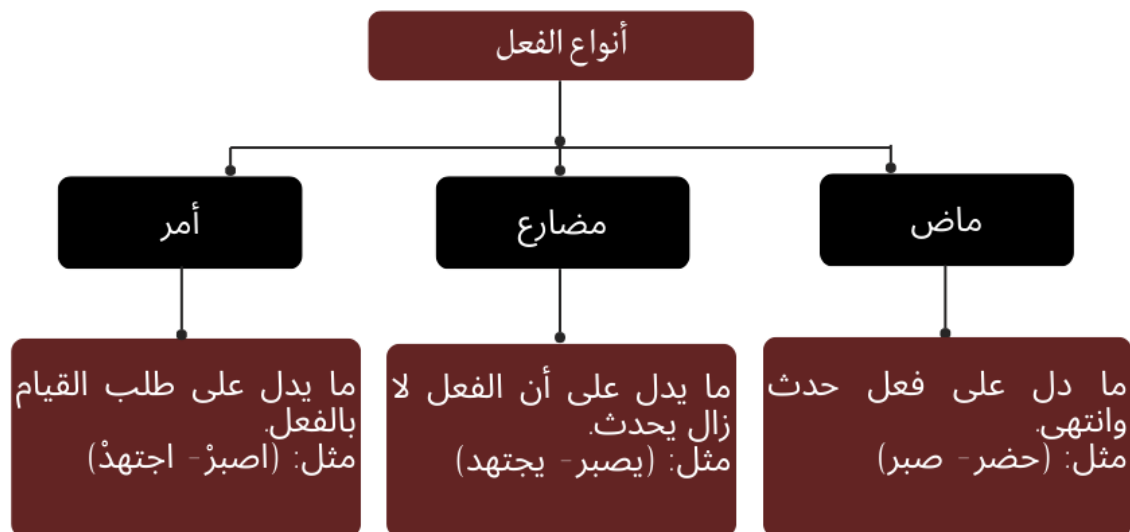 أنواع الفعل
ماض
مضارع
أمر
ما دل على فعل حدث
وانتهى.
مثل: (حضر - صبر)
ما يدل على أن الفعل لا
زال يحدث.
مثل: (يصبر- يجتهد)
ما يدل على طلب القيام
بالفعل.
مثل: (اصبرْ- اجتهدْ)